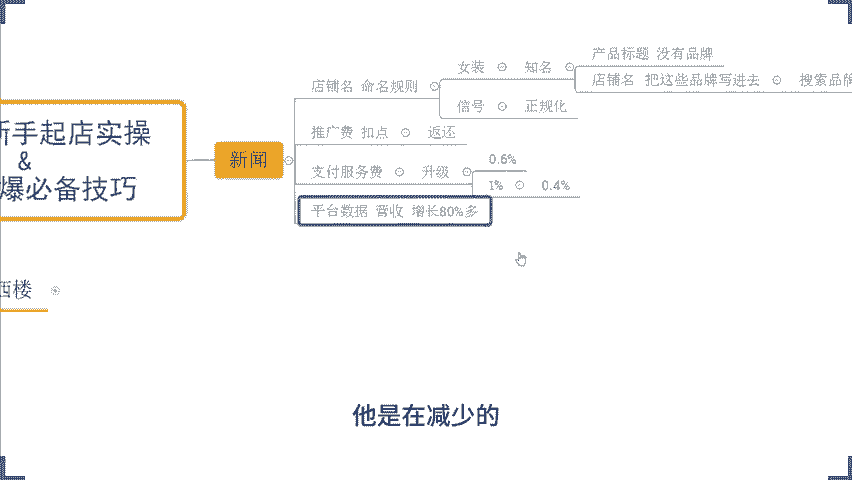 新手起店实操
&
爆必备技巧
新闻
店铺名 命名规则
女装
知名
产品标题 没有品牌
店铺名 把这些品牌写进去
搜索品牌
信号
正规化
推广费 扣点
返还
支付服务费
升级
0.6%
1%
0.4%
平台数据 营收 增长80%多
西楼
他是在减少的